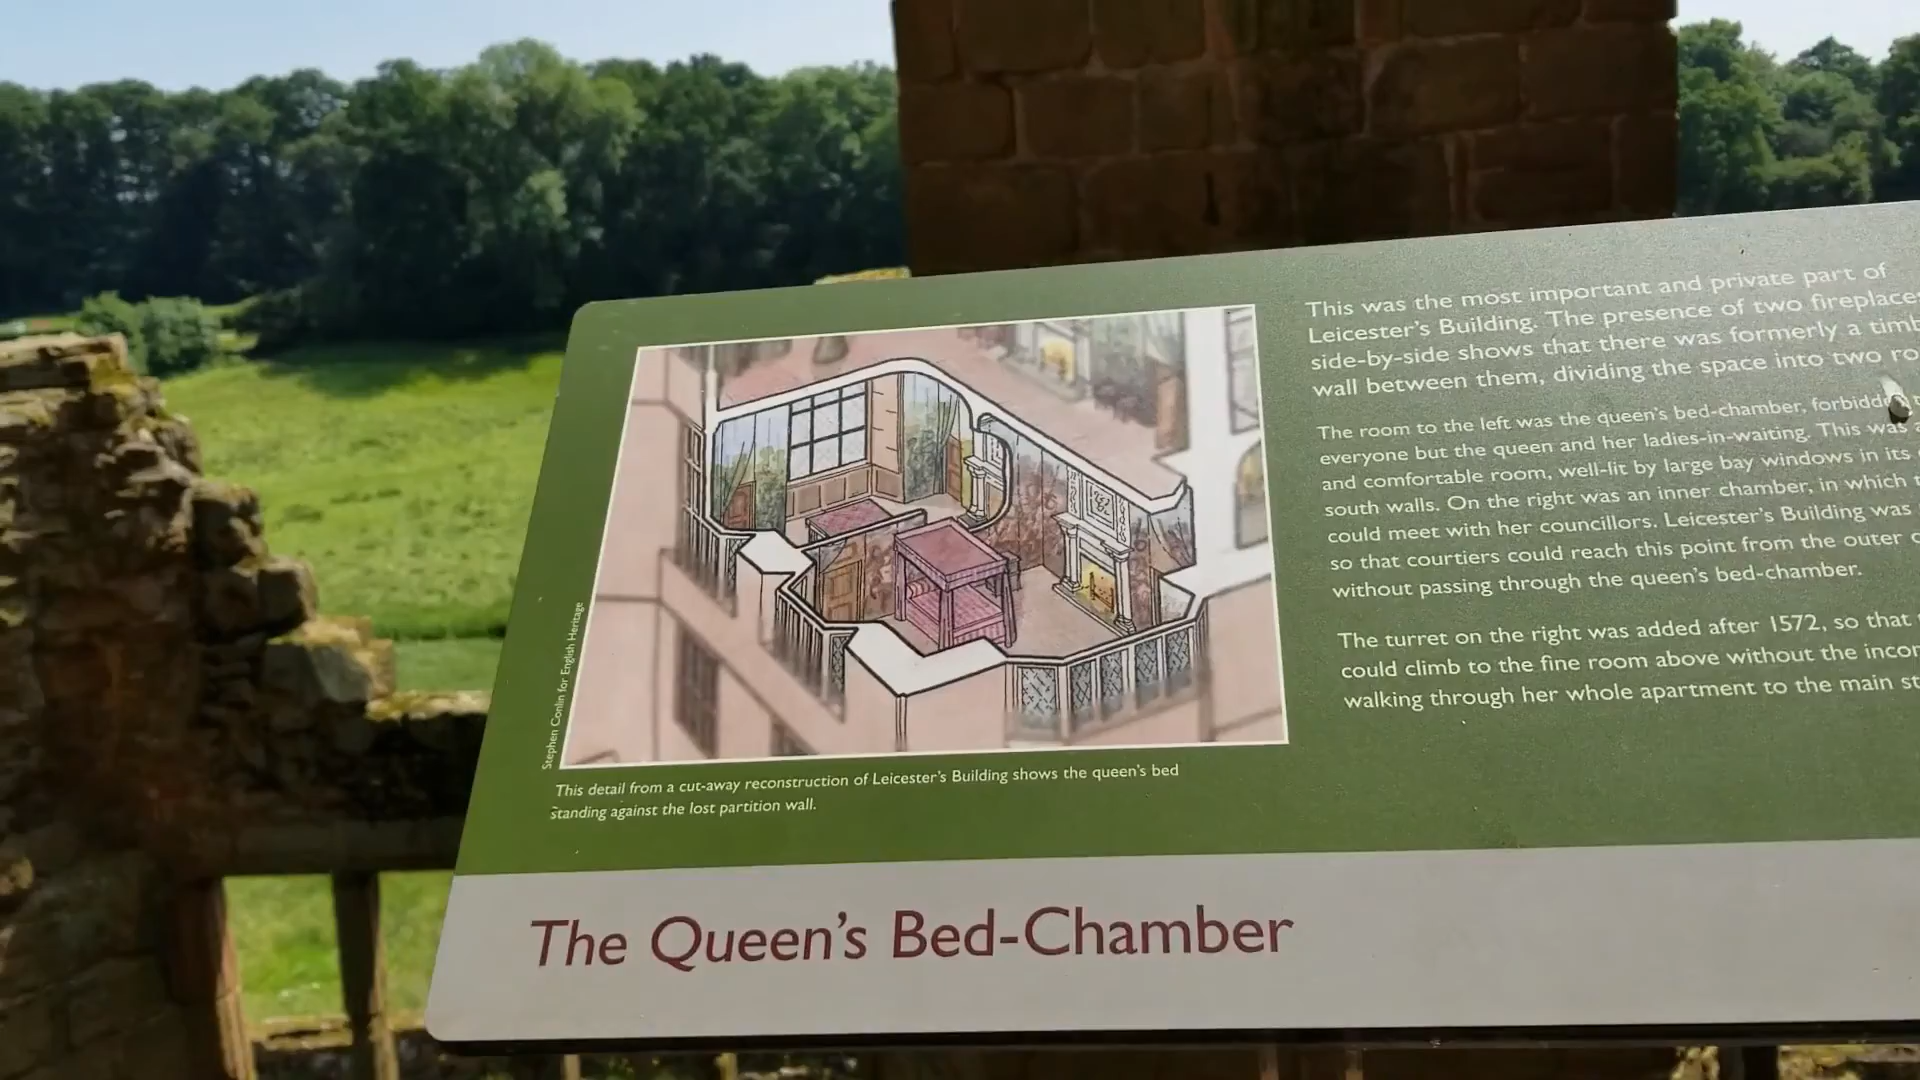 This was the most important and private part of
Leicester's Building. The presence of two fireplaces
side-by-side shows that there was formerly a
wall between them, dividing the space into two
The room to the left was the queen's bed-chamber, forbidden
everyone but the queen and her ladies-in-waiting. This was
and comfortable room, well-lit by large bay windows in its
south walls. On the right was an inner chamber, in which
could meet with her councillors. Leicester's Building was
so that courtiers could reach this point from the outer
without passing through the queen's bed-chamber.
The turret on the right was added after 1572, so that
could climb to the fine room above without the
walking through her whole apartment to the main
Stephen Conlin for English Heritage
This detail from a cut-away reconstruction of Leicester's Building shows the queen's bed
standing against the lost partition wall.
The Queen's Bed-Chamber